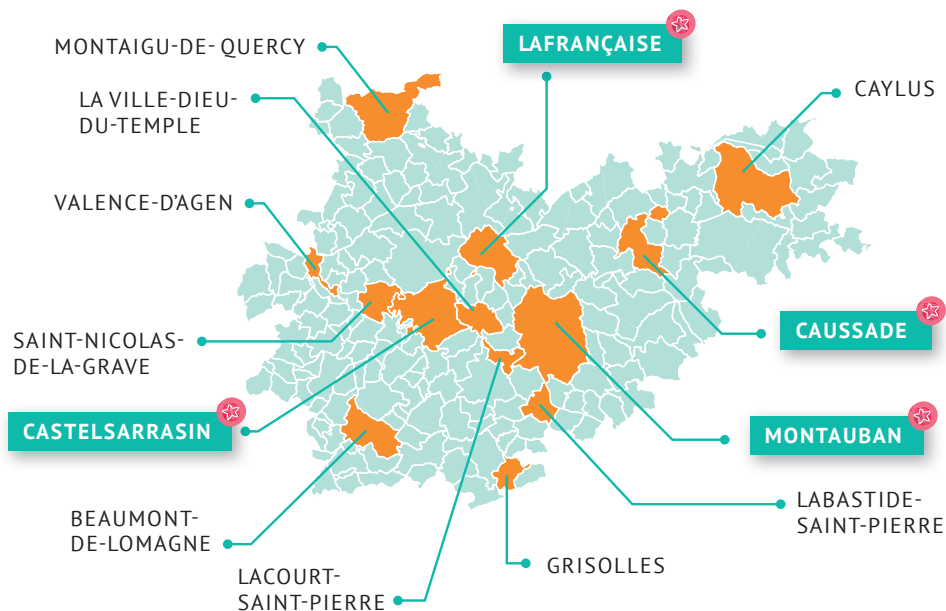 MONTAIGU-DE- QUERCY
LAFRANÇAISE
LA VILLE-DIEU-
DU-TEMPLE
CAYLUS
VALENCE-D'AGEN
SAINT-NICOLAS-
DE-LA-GRAVE
CAUSSADE
CASTELSARRASIN
MONTAUBAN
BEAUMONT-
DE-LOMAGNE
LABASTIDE-
SAINT-PIERRE
LACOURT-
SAINT-PIERRE
GRISOLLES